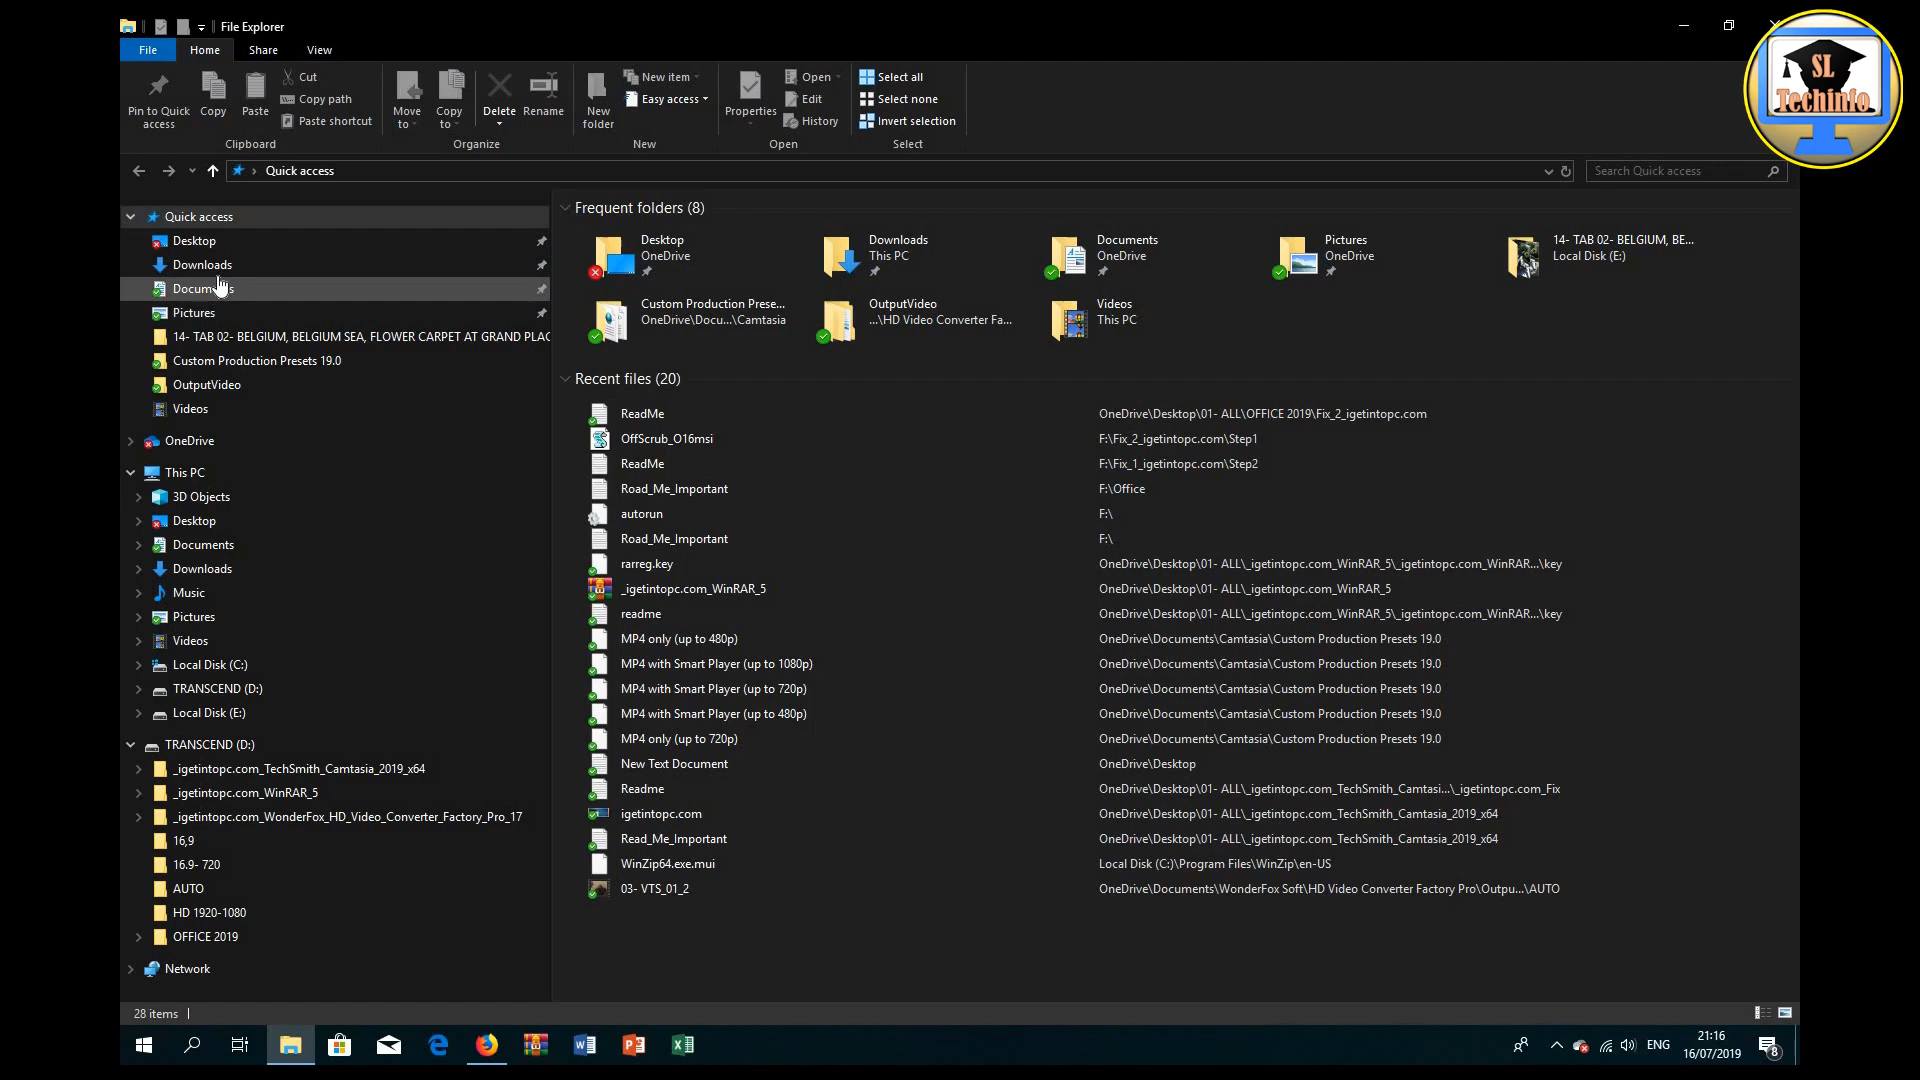 File Explorer
File
Home
Share
View
Pin to Quick access
Copy
Paste
Cut
Copy path
Paste shortcut
Clipboard
Move to
Copy to
Delete
Rename
Organize
New folder
New item
Easy access
New
Properties
Open
Edit
History
Open
Select all
Select none
Invert selection
Select
SL
Techinfo
Quick access
Search Quick access
Quick access
Desktop
Downloads
Documents
Pictures
14- TAB 02- BELGIUM, BELGIUM SEA, FLOWER CARPET AT GRAND PLAC
Custom Production Presets 19.0
OutputVideo
Videos
OneDrive
This PC
3D Objects
Desktop
Documents
Downloads
Music
Pictures
Videos
Local Disk (C:)
TRANSCEND (D:)
Local Disk (E:)
TRANSCEND (D:)
_igetintopc.com_TechSmith_Camtasia_2019_x64
_igetintopc.com_WinRAR_5
_igetintopc.com_WonderFox_HD_Video_Converter_Factory_Pro_17
16,9
16.9- 720
AUTO
HD 1920-1080
OFFICE 2019
Network
Frequent folders (8)
Desktop
OneDrive
Downloads
This PC
Documents
OneDrive
Pictures
OneDrive
14- TAB 02- BELGIUM, BE...
Local Disk (E:)
Custom Production Prese...
OneDrive\Docu...\Camtasia
OutputVideo
...\HD Video Converter Fa...
Videos
This PC
Recent files (20)
ReadMe OneDrive\Desktop\01- ALL\OFFICE 2019\Fix_2_igetintopc.com
OffScrub_O16msi F:\Fix_2_igetintopc.com\Step1
ReadMe F:\Fix_1_igetintopc.com\Step2
Road_Me_Important F:\Office
autorun F:\
Road_Me_Important F:\
rarreg.key OneDrive\Desktop\01- ALL\_igetintopc.com_WinRAR_5\_igetintopc.com_WinRAR...\key
_igetintopc.com_WinRAR_5 OneDrive\Desktop\01- ALL\_igetintopc.com_WinRAR_5
readme OneDrive\Desktop\01- ALL\_igetintopc.com_WinRAR_5\_igetintopc.com_WinRAR...\key
MP4 only (up to 480p) OneDrive\Documents\Camtasia\Custom Production Presets 19.0
MP4 with Smart Player (up to 1080p) OneDrive\Documents\Camtasia\Custom Production Presets 19.0
MP4 with Smart Player (up to 720p) OneDrive\Documents\Camtasia\Custom Production Presets 19.0
MP4 with Smart Player (up to 480p) OneDrive\Documents\Camtasia\Custom Production Presets 19.0
MP4 only (up to 720p) OneDrive\Documents\Camtasia\Custom Production Presets 19.0
New Text Document OneDrive\Desktop
Readme OneDrive\Desktop\01- ALL\_igetintopc.com_TechSmith_Camtasi...\_igetintopc.com_Fix
igetintopc.com OneDrive\Desktop\01- ALL\_igetintopc.com_TechSmith_Camtasia_2019_x64
Read_Me_Important OneDrive\Desktop\01- ALL\_igetintopc.com_TechSmith_Camtasia_2019_x64
WinZip64.exe.mui Local Disk (C:)\Program Files\WinZip\en-US
03- VTS_01_2 OneDrive\Documents\WonderFox Soft\HD Video Converter Factory Pro\Outpu...\AUTO
28 items
ENG
21:16
16/07/2019
8